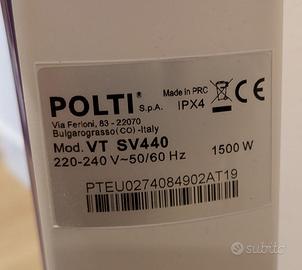 POLTI® S.p.A.
Made in PRC
IPX4
Via Ferloni, 83 - 22070
Bulgarograsso (CO) -Italy
Mod. VT SV440
220-240 V~50/60 Hz 1500 W
PTEU0274084902AT19
subito